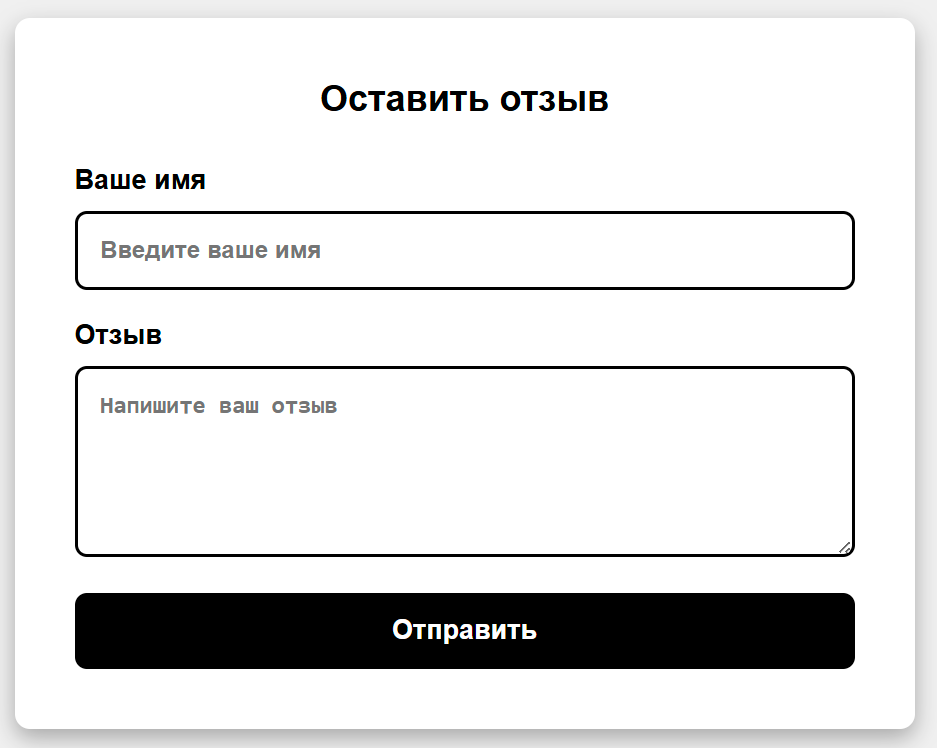 Оставить отзыв
Ваше имя
Введите ваше имя
Отзыв
Напишите ваш отзыв
Отправить